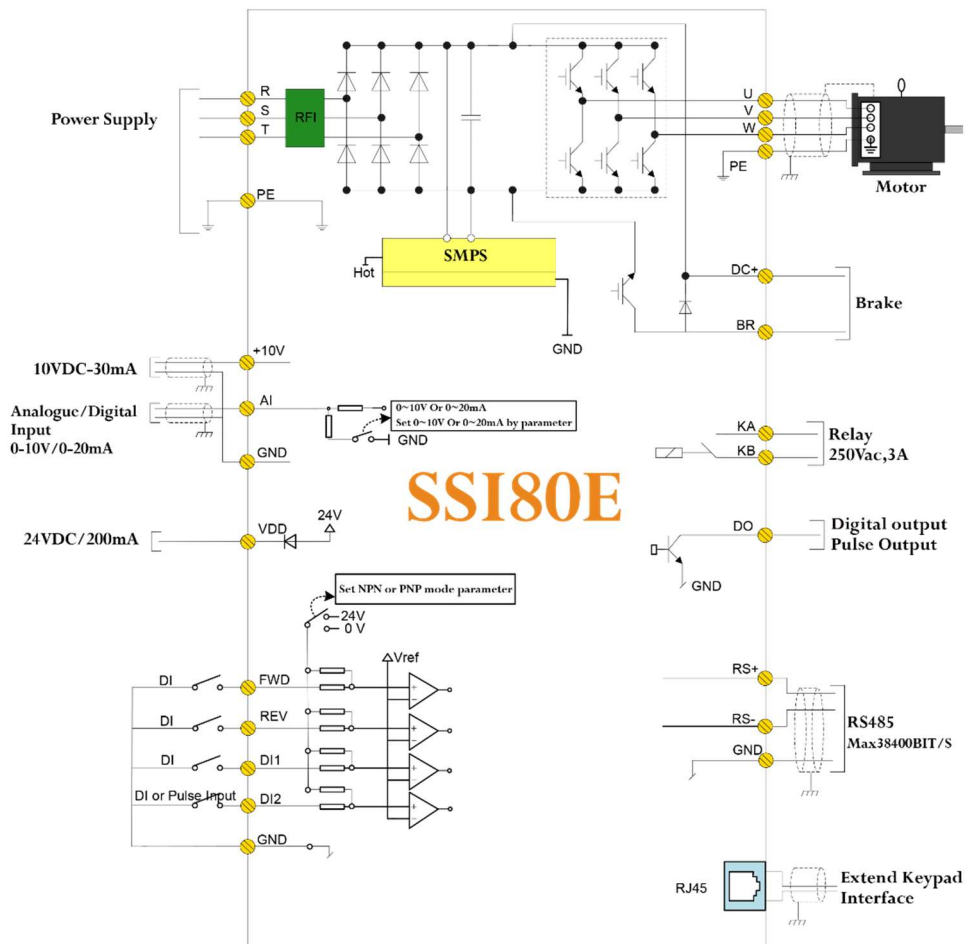 Power Supply
R
S
T
RFI
PE
U
V
W
PE
Motor
SMPS
Hot
GND
DC+
BR
Brake
10VDC-30mA
+10V
Analogue/Digital
Input
0-10V/0-20mA
AI
GND
0~10V Or 0~20mA
Set 0~10V Or 0~20mA by parameter
GND
KA
KB
Relay
250Vac,3A
SSI80E
24VDC/200mA
VDD
24V
DO
GND
Digital output
Pulse Output
Set NPN or PNP mode parameter
24V
0 V
Vref
DI
FWD
DI
REV
DI
DI1
DI or Pulse Input
DI2
GND
RS+
RS-
GND
RS485
Max38400BIT/S
RJ45
Extend Keypad
Interface